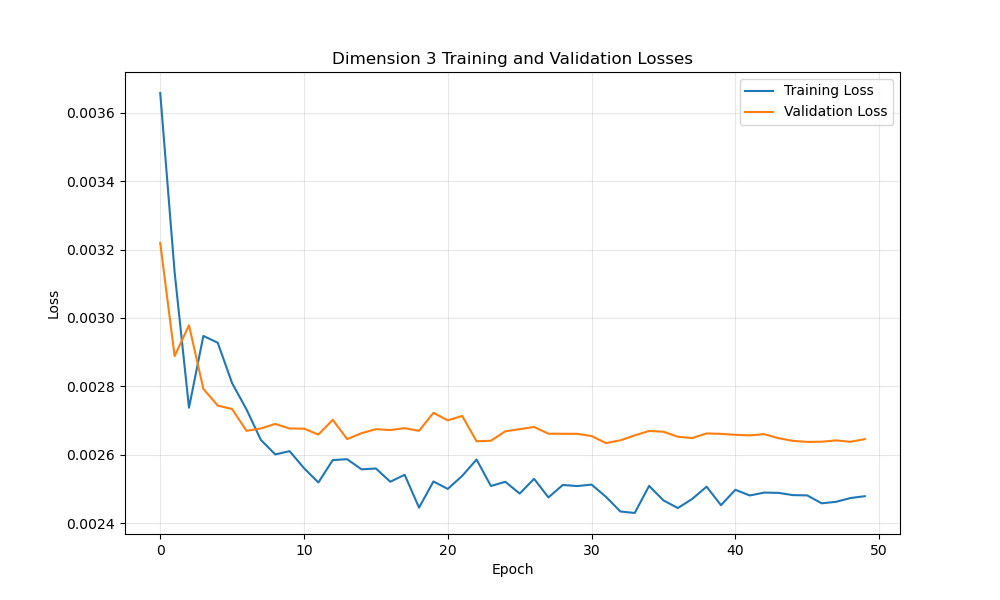 Dimension 3 Training and Validation Losses
Training Loss
Validation Loss
0.0036
0.0034
0.0032
0.0030
0.0028
0.0026
0.0024
Loss
0 10 20 30 40 50
Epoch